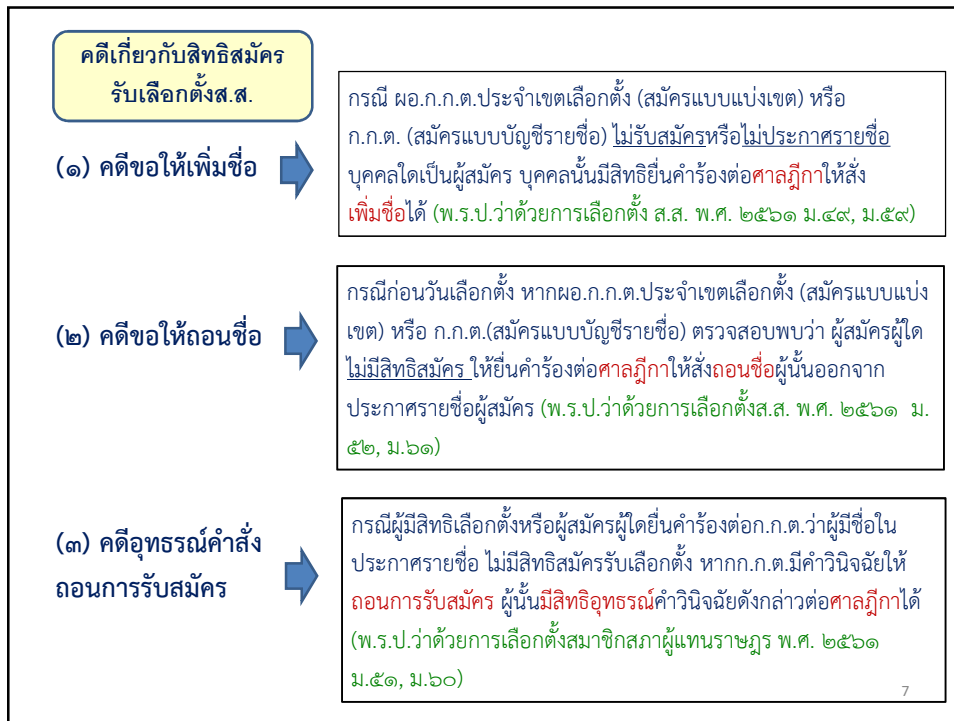 คดีเกี่ยวกับสิทธิสมัคร
รับเลือกตั้งส.ส.
(๑) คดีขอให้เพิ่มชื่อ
กรณี ผอ.ก.ก.ต.ประจำเขตเลือกตั้ง (สมัครแบบแบ่งเขต) หรือ
ก.ก.ต. (สมัครแบบบัญชีรายชื่อ) ไม่รับสมัครหรือไม่ประกาศรายชื่อ
บุคคลใดเป็นผู้สมัคร บุคคลนั้นมีสิทธิยื่นคำร้องต่อศาลฎีกาให้สั่ง
เพิ่มชื่อได้ (พ.ร.ป.ว่าด้วยการเลือกตั้ง ส.ส. พ.ศ. ๒๕๖๑ ม.๔๙, ม.๕๙)
(๒) คดีขอให้ถอนชื่อ
กรณีก่อนวันเลือกตั้ง หากผอ.ก.ก.ต.ประจำเขตเลือกตั้ง (สมัครแบบแบ่ง
เขต) หรือ ก.ก.ต.(สมัครแบบบัญชีรายชื่อ) ตรวจสอบพบว่า ผู้สมัครผู้ใด
ไม่มีสิทธิสมัคร ให้ยื่นคำร้องต่อศาลฎีกาให้สั่งถอนชื่อผู้นั้นออกจาก
ประกาศรายชื่อผู้สมัคร (พ.ร.ป.ว่าด้วยการเลือกตั้งส.ส. พ.ศ. ๒๕๖๑ ม.
๕๒, ม.๖๑)
(๓) คดีอุทธรณ์คำสั่ง
ถอนการรับสมัคร
กรณีผู้มีสิทธิเลือกตั้งหรือผู้สมัครผู้ใดยื่นคำร้องต่อก.ก.ต.ว่าผู้มีชื่อใน
ประกาศรายชื่อ ไม่มีสิทธิสมัครรับเลือกตั้ง หากก.ก.ต.มีคำวินิจฉัยให้
ถอนการรับสมัคร ผู้นั้นมีสิทธิอุทธรณ์คำวินิจฉัยดังกล่าวต่อศาลฎีกาได้
(พ.ร.ป.ว่าด้วยการเลือกตั้งสมาชิกสภาผู้แทนราษฎร พ.ศ. ๒๕๖๑
ม.๕๑, ม.๖๐)
7